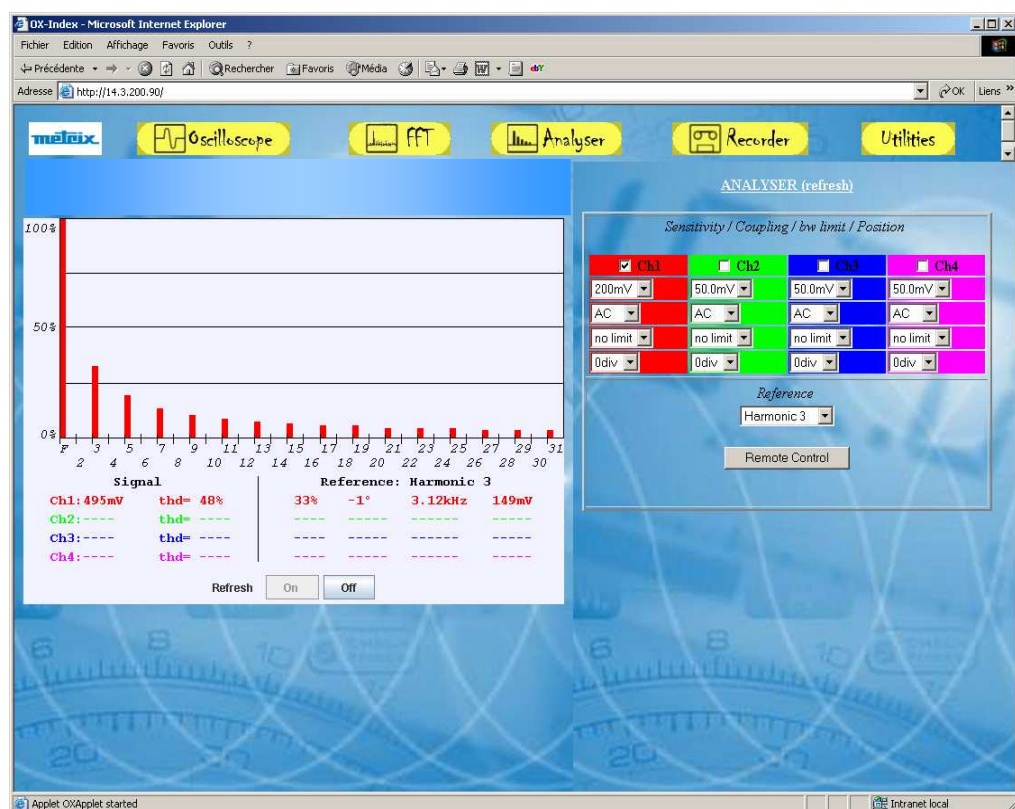 OX-Index - Microsoft Internet Explorer
Fichier Edition Affichage Favoris Outils ?
Précédente Rechercher Favoris Média
Adresse http://14.3.200.90/ OK Liens »
metrix Oscilloscope FFT Analyser Recorder Utilities
ANALYSER (refresh)
Sensitivity / Coupling / bw limit / Position
Ch1 Ch2 Ch3 Ch4
200mV 50.0mV 50.0mV 50.0mV
AC AC AC AC
no limit no limit no limit no limit
0div 0div 0div 0div
Reference
Harmonic 3
Remote Control
100%
50%
0%
F 3 5 7 9 11 13 15 17 19 21 23 25 27 29 31
2 4 6 8 10 12 14 16 18 20 22 24 26 28 30
Signal Reference: Harmonic 3
Ch1:495mV thd= 48% 33% -1° 3.12kHz 149mV
Ch2:---- thd= ---- ---- ----- ------ -----
Ch3:---- thd= ---- ---- ----- ------ -----
Ch4:---- thd= ---- ---- ----- ------ -----
Refresh On Off
Applet OXApplet started Intranet local